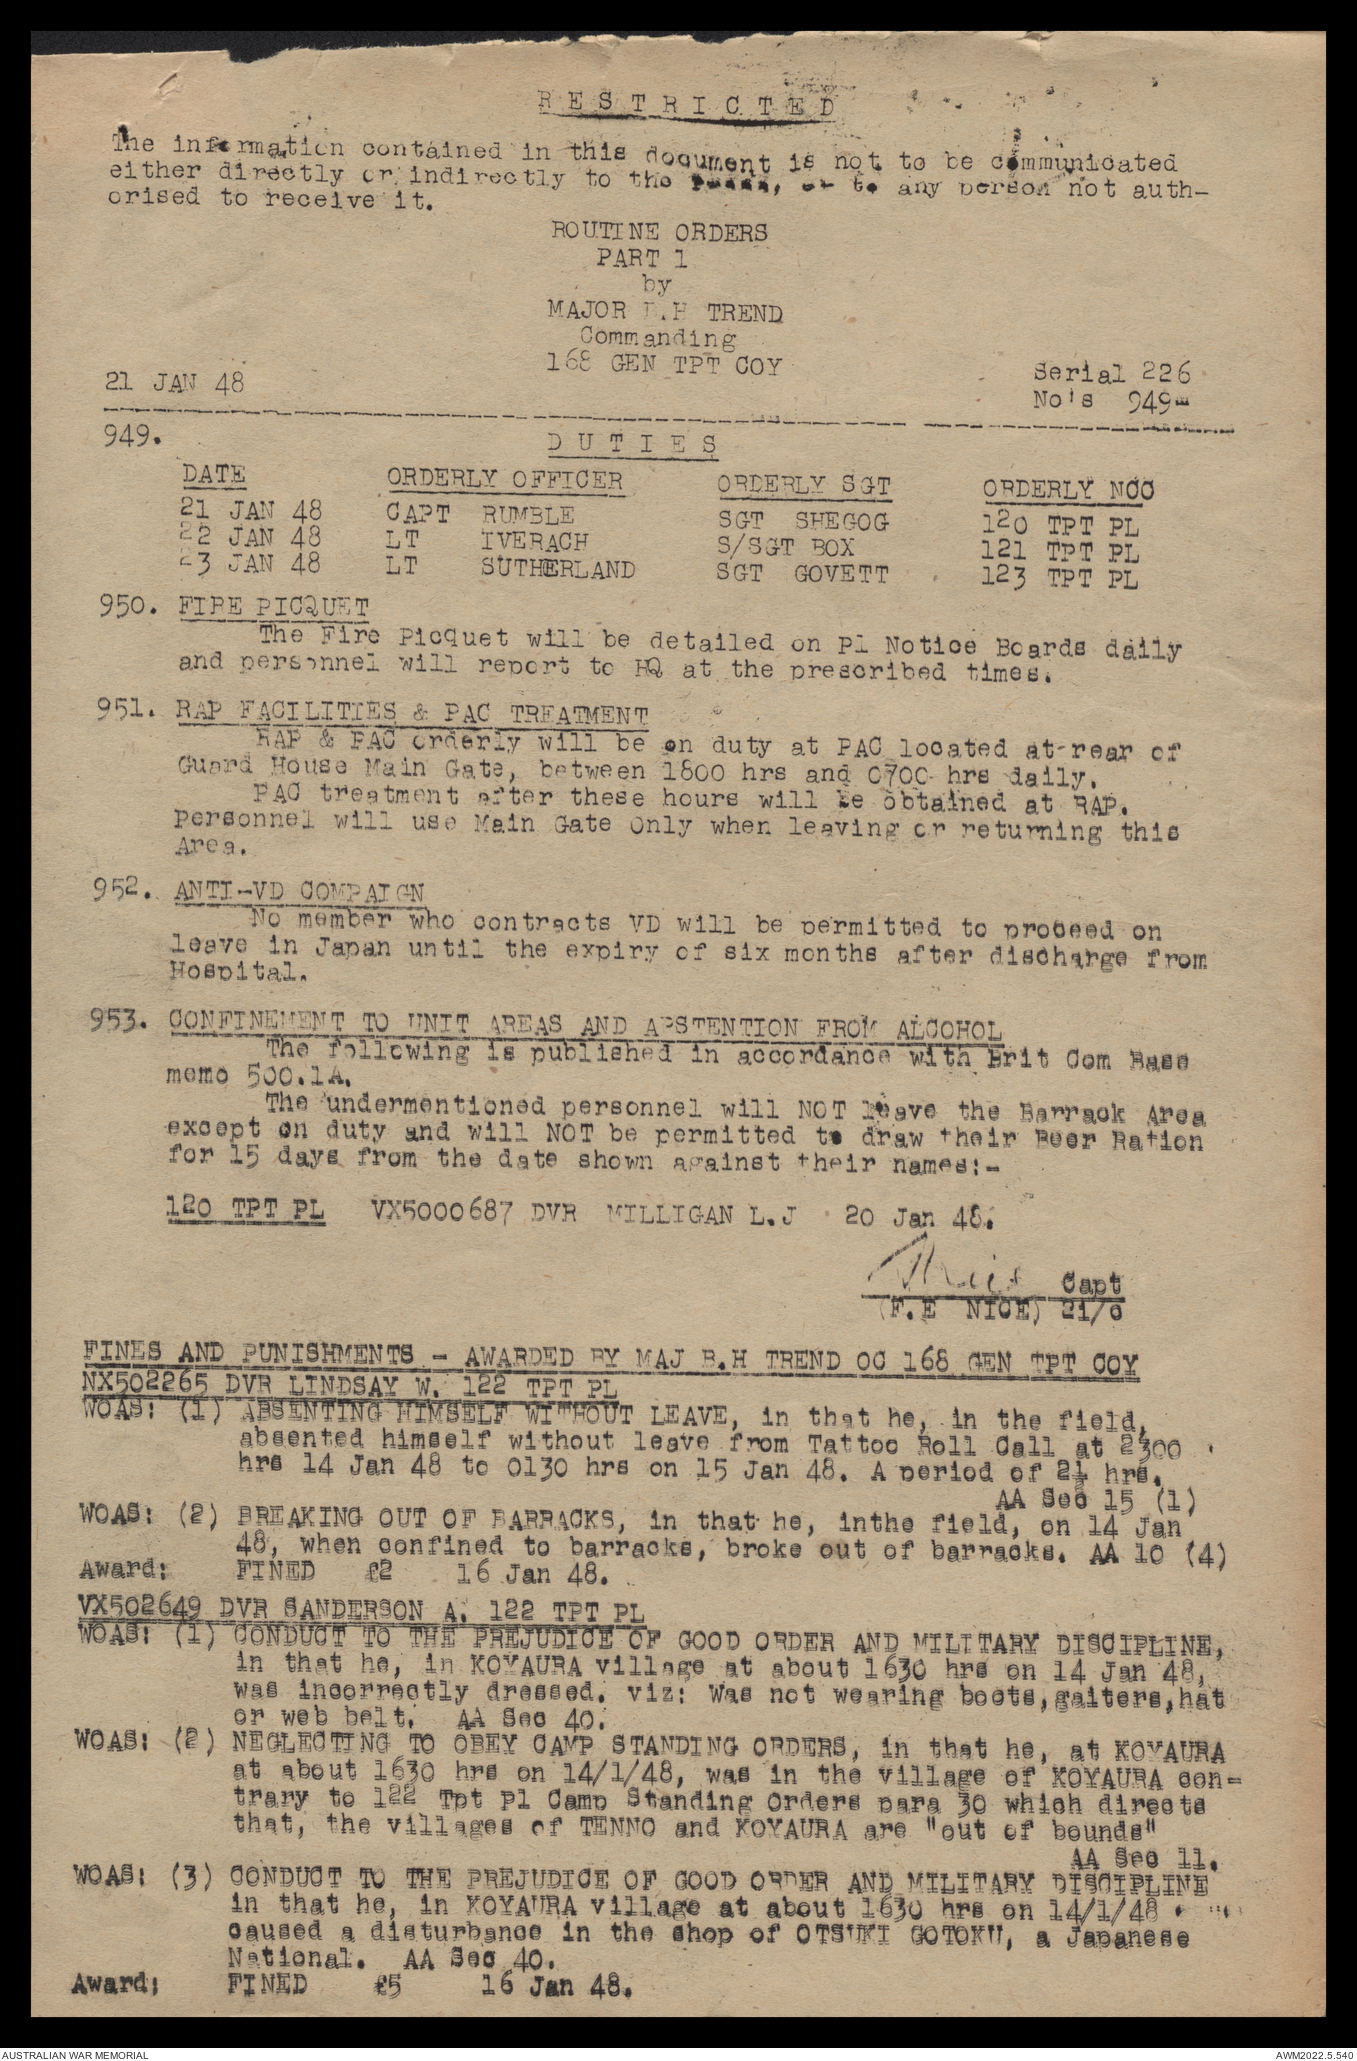 RESTRICTED
The information contained in this document is not to be communicated
either directly or indirectly to the press, or to any person not auth-
orised to receive it.
ROUTINE ORDERS
PART 1
by
MAJOR B.H TREND
Commanding
168 GEN TPT COY
21 JAN 48
Serial 226
No's 949-
949.
DUTIES
DATE ORDERLY OFFICER ORDERLY SGT ORDERLY NCO
21 JAN 48 CAPT RUMBLE SGT SHEGOG 120 TPT PL
22 JAN 48 LT IVERACH S/SGT BOX 121 TPT PL
23 JAN 48 LT SUTHERLAND SGT GOVETT 123 TPT PL
950. FIRE PICQUET
The Fire Picquet will be detailed on Pl Notice Boards daily
and personnel will report to HQ at the prescribed times.
951. RAP FACILITIES & PAC TREATMENT
RAP & PAC orderly will be on duty at PAC located at rear of
Guard House Main Gate, between 1800 hrs and 0700 hrs daily.
PAC treatment after these hours will be obtained at RAP.
Personnel will use Main Gate Only when leaving or returning this
Area.
952. ANTI-VD COMPAIGN
No member who contracts VD will be permitted to proceed on
leave in Japan until the expiry of six months after discharge from
Hospital.
953. CONFINEMENT TO UNIT AREAS AND ABSTENTION FROM ALCOHOL
The following is published in accordance with Brit Com Base
memo 500.1A.
The undermentioned personnel will NOT leave the Barrack Area
except on duty and will NOT be permitted to draw their Beer Ration
for 15 days from the date shown against their names:-
120 TPT PL VX5000687 DVR MILLIGAN L.J 20 Jan 48.
Capt
(F.E NICE) 2i/c
FINES AND PUNISHMENTS - AWARDED BY MAJ B.H TREND OC 168 GEN TPT COY
NX502265 DVR LINDSAY W. 122 TPT PL
WOAS: (1) ABSENTING HIMSELF WITHOUT LEAVE, in that he, in the field,
absented himself without leave from Tattoo Roll Call at 2300
hrs 14 Jan 48 to 0130 hrs on 15 Jan 48. A period of 2½ hrs.
AA Sec 15 (1)
WOAS: (2) BREAKING OUT OF BARRACKS, in that he, inthe field, on 14 Jan
48, when confined to barracks, broke out of barracks. AA 10 (4)
Award: FINED £2 16 Jan 48.
VX502649 DVR SANDERSON A. 122 TPT PL
WOAS: (1) CONDUCT TO THE PREJUDICE OF GOOD ORDER AND MILITARY DISCIPLINE,
in that he, in KOYAURA village at about 1630 hrs on 14 Jan 48,
was incorrectly dressed. viz: Was not wearing boots,gaiters,hat
or web belt. AA Sec 40.
WOAS: (2) NEGLECTING TO OBEY CAMP STANDING ORDERS, in that he, at KOYAURA
at about 1630 hrs on 14/1/48, was in the village of KOYAURA con-
trary to 122 Tpt Pl Camp Standing Orders para 30 which directs
that, the villages of TENNO and KOYAURA are "out of bounds"
AA Sec 11.
WOAS: (3) CONDUCT TO THE PREJUDICE OF GOOD ORDER AND MILITARY DISCIPLINE
in that he, in KOYAURA village at about 1630 hrs on 14/1/48
caused a disturbance in the shop of OTSUKI GOTOKU, a Japanese
National. AA Sec 40.
Award: FINED £5 16 Jan 48.
AUSTRALIAN WAR MEMORIAL
AWM2022.5.540